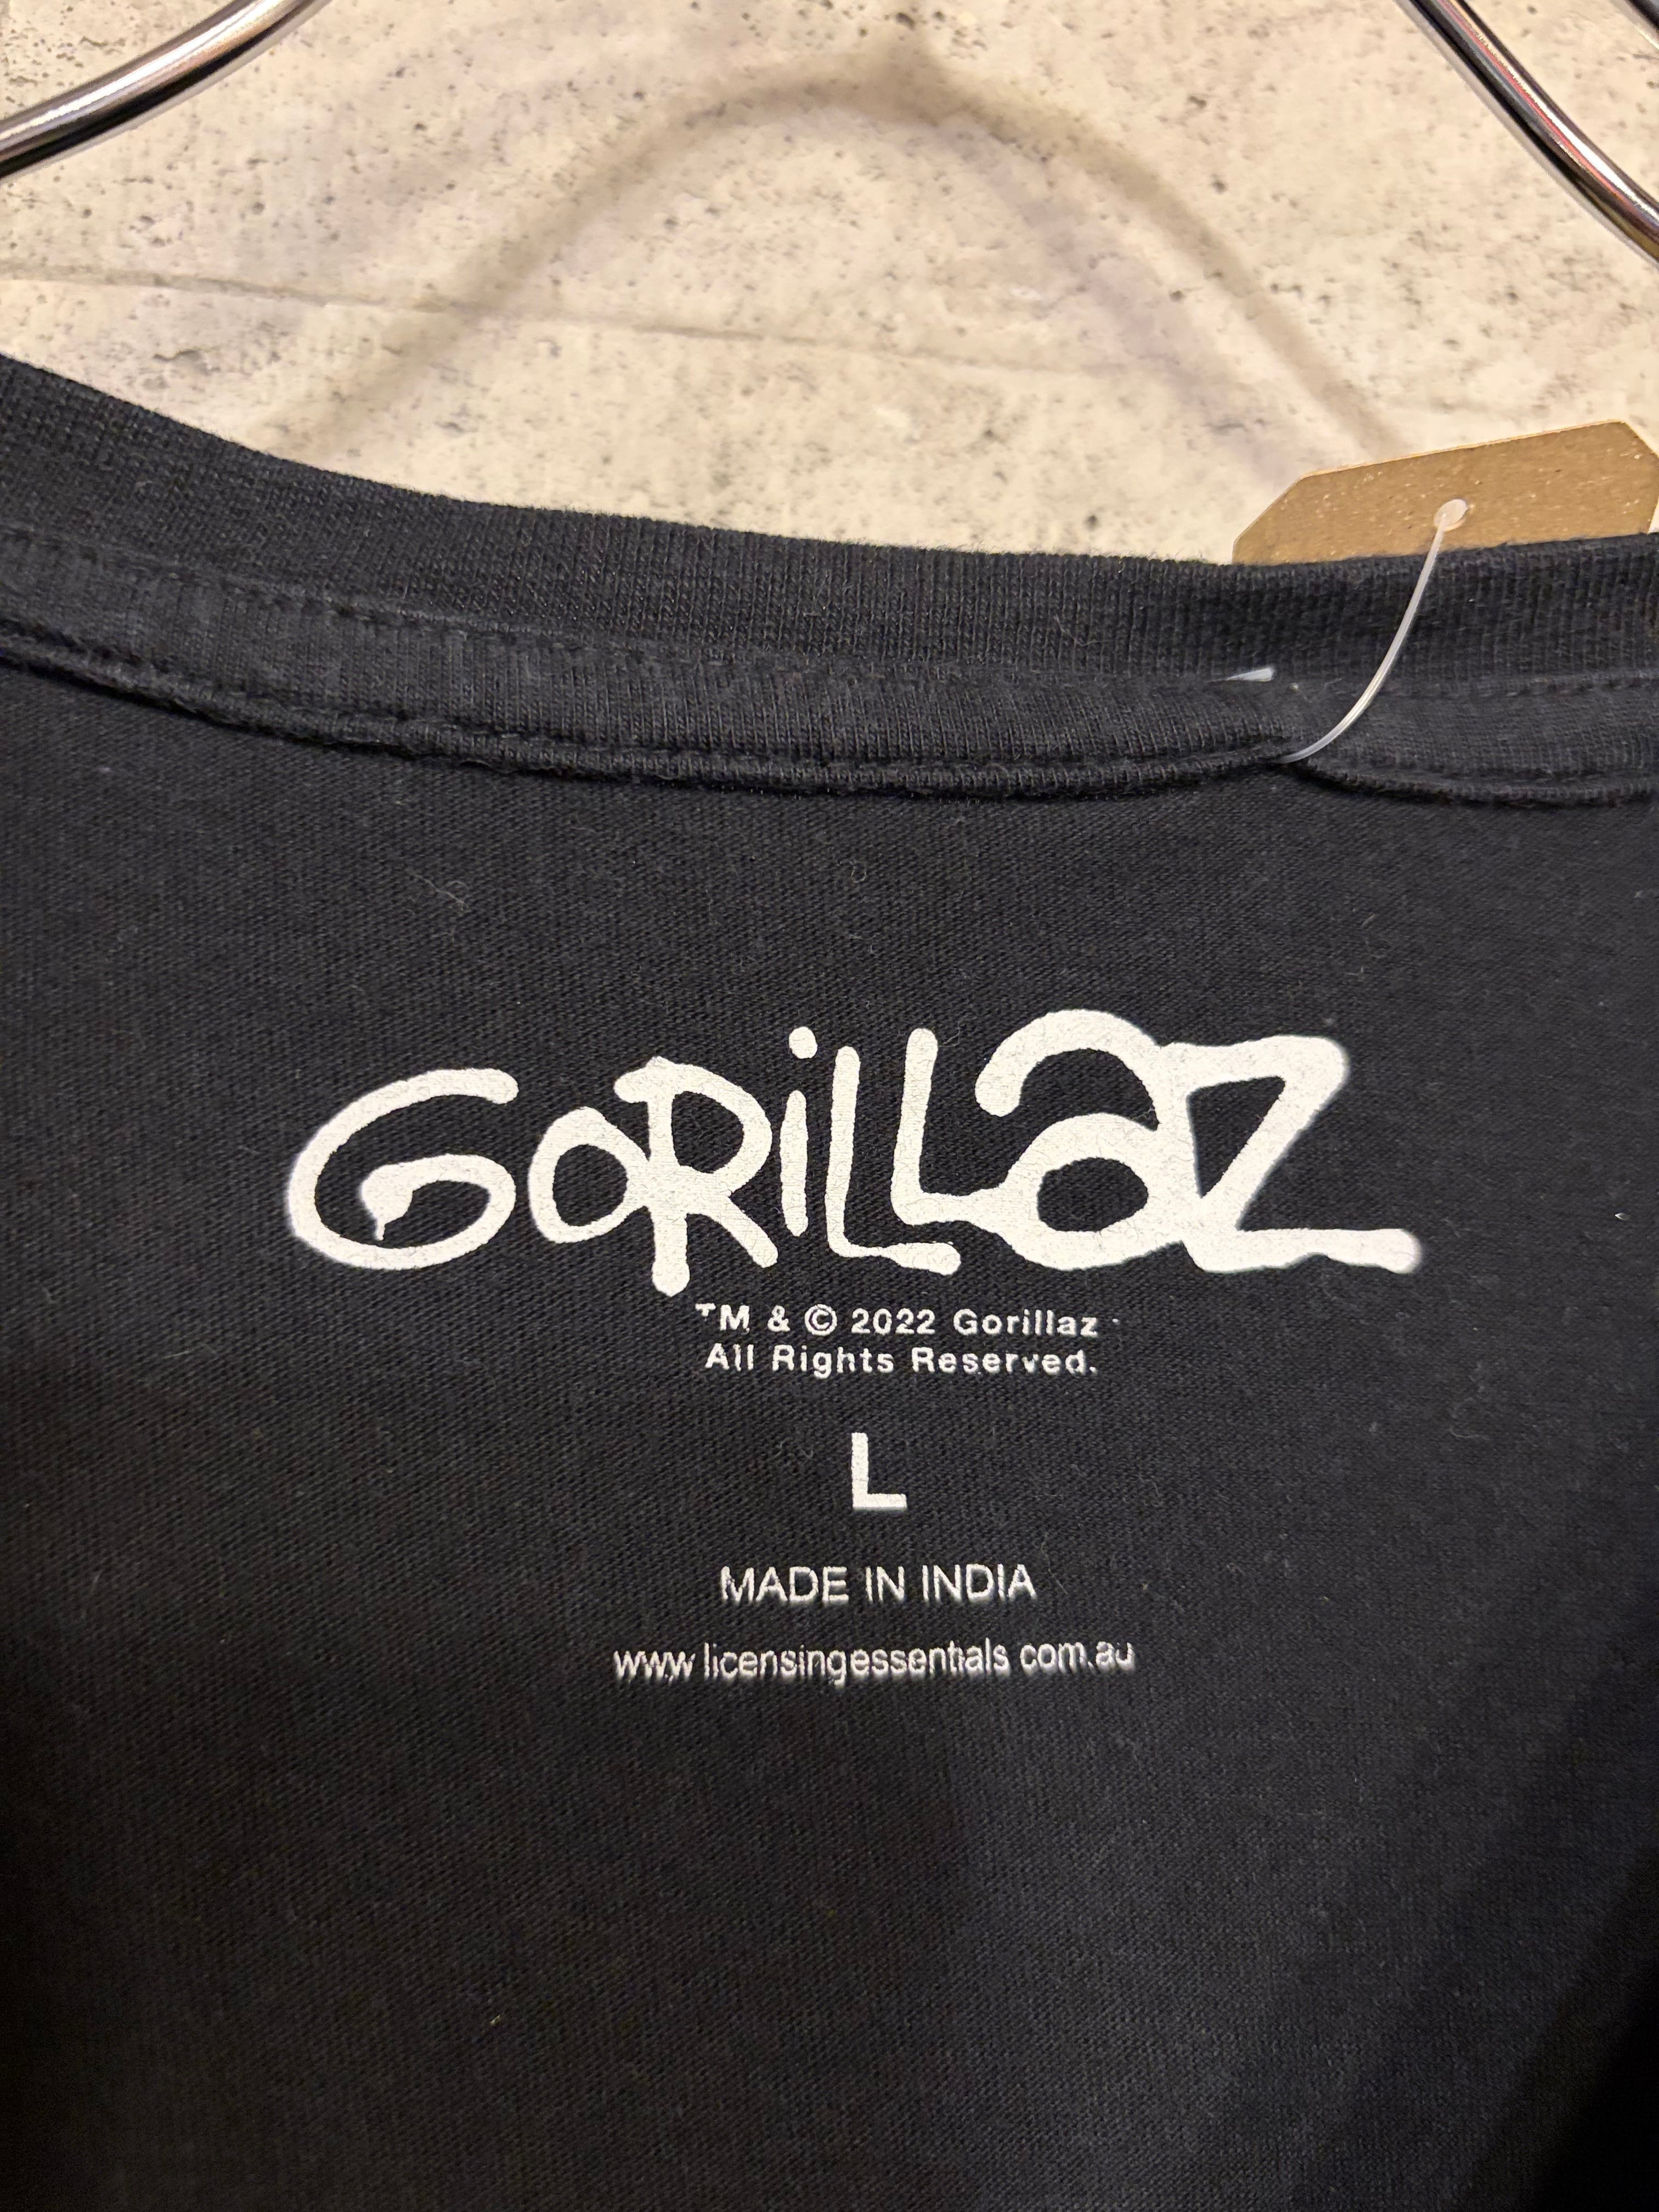 GORiLLaZ
TM & © 2022 Gorillaz
All Rights Reserved.
L
MADE IN INDIA
www.licensingessentials.com.au